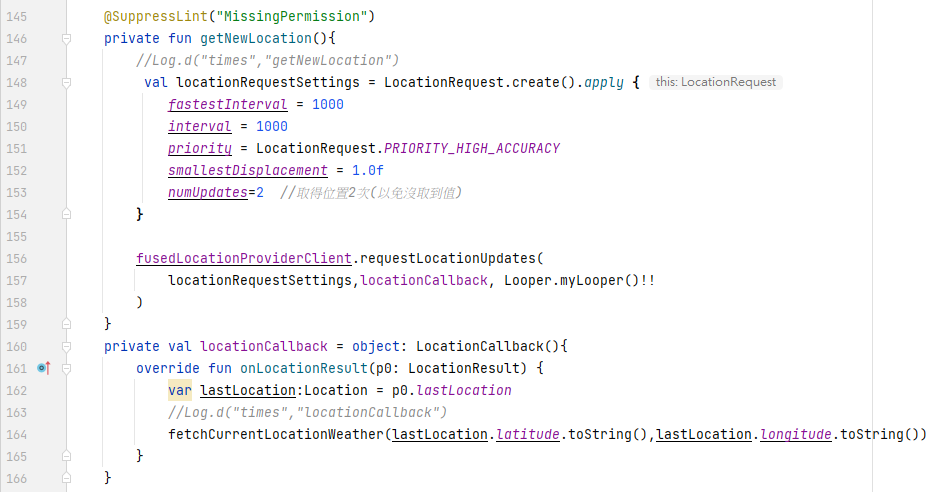 145 @SuppressLint("MissingPermission")
146 private fun getNewLocation(){
147 //Log.d("times","getNewLocation")
148 val locationRequestSettings = LocationRequest.create().apply { this: LocationRequest
149 fastestInterval = 1000
150 interval = 1000
151 priority = LocationRequest.PRIORITY_HIGH_ACCURACY
152 smallestDisplacement = 1.0f
153 numUpdates=2 //取得位置2次(以免沒取到值)
154 }
155
156 fusedLocationProviderClient.requestLocationUpdates(
157 locationRequestSettings,locationCallback, Looper.myLooper()!!
158 )
159 }
160 private val locationCallback = object: LocationCallback(){
161 override fun onLocationResult(p0: LocationResult) {
162 var lastLocation:Location = p0.lastLocation
163 //Log.d("times","locationCallback")
164 fetchCurrentLocationWeather(lastLocation.latitude.toString(),lastLocation.longitude.toString())
165 }
166 }